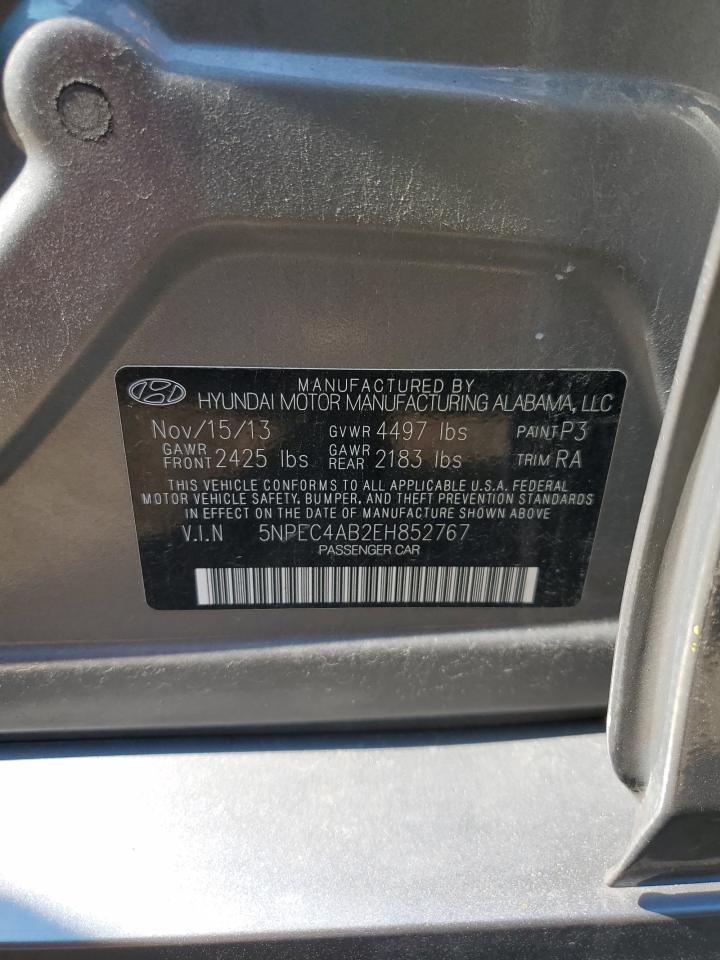 MANUFACTURED BY
HYUNDAI MOTOR MANUFACTURING ALABAMA, LLC
Nov/15/13 GVWR 4497 lbs PAINT P3
GAWR FRONT 2425 lbs GAWR REAR 2183 lbs TRIM RA
THIS VEHICLE CONFORMS TO ALL APPLICABLE U.S.A. FEDERAL
MOTOR VEHICLE SAFETY, BUMPER, AND THEFT PREVENTION STANDARDS
IN EFFECT ON THE DATE OF MANUFACTURE SHOWN ABOVE
V.I.N 5NPEC4AB2EH852767
PASSENGER CAR